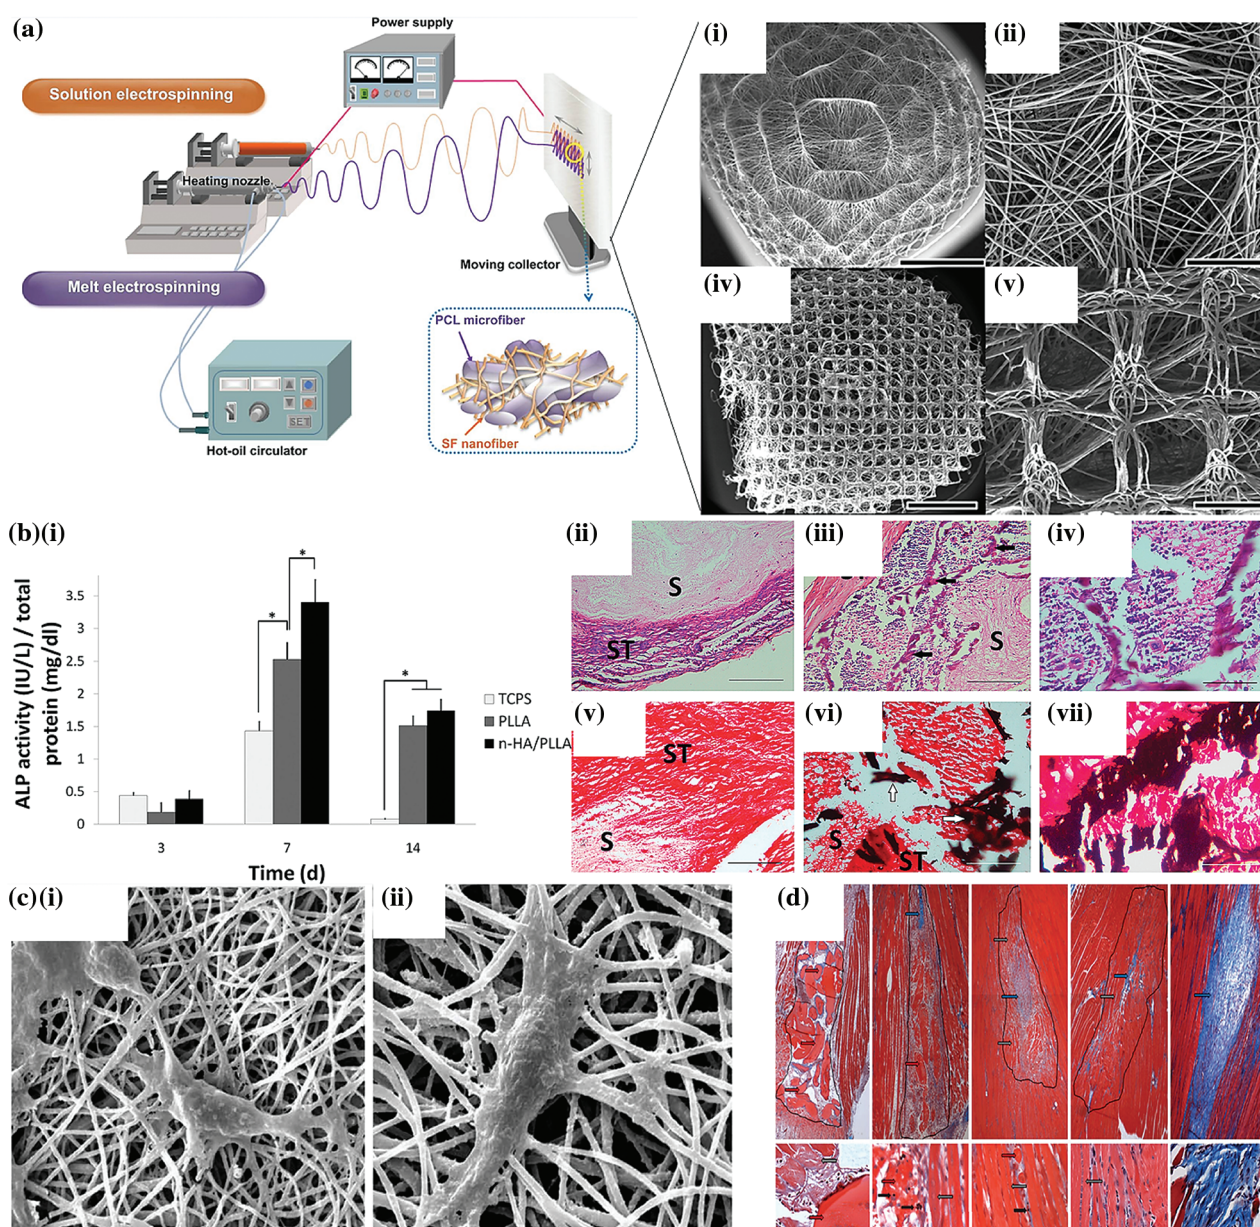 (a)
Power supply
Solution electrospinning
Heating nozzle
Moving collector
Melt electrospinning
PCL microfiber
SF nanofiber
SET
Hot-oil circulator
(i)
(ii)
(iv)
(v)
(b)(i)
ALP activity (IU/L) / total
protein (mg/dl)
3.5
3
2.5
2
1.5
1
0.5
0
*
*
*
3
7
14
Time (d)
TCPS
PLLA
n-HA/PLLA
(ii)
S
ST
(iii)
S
(iv)
(v)
ST
S
(vi)
S
ST
(vii)
(c)(i)
(ii)
(d)